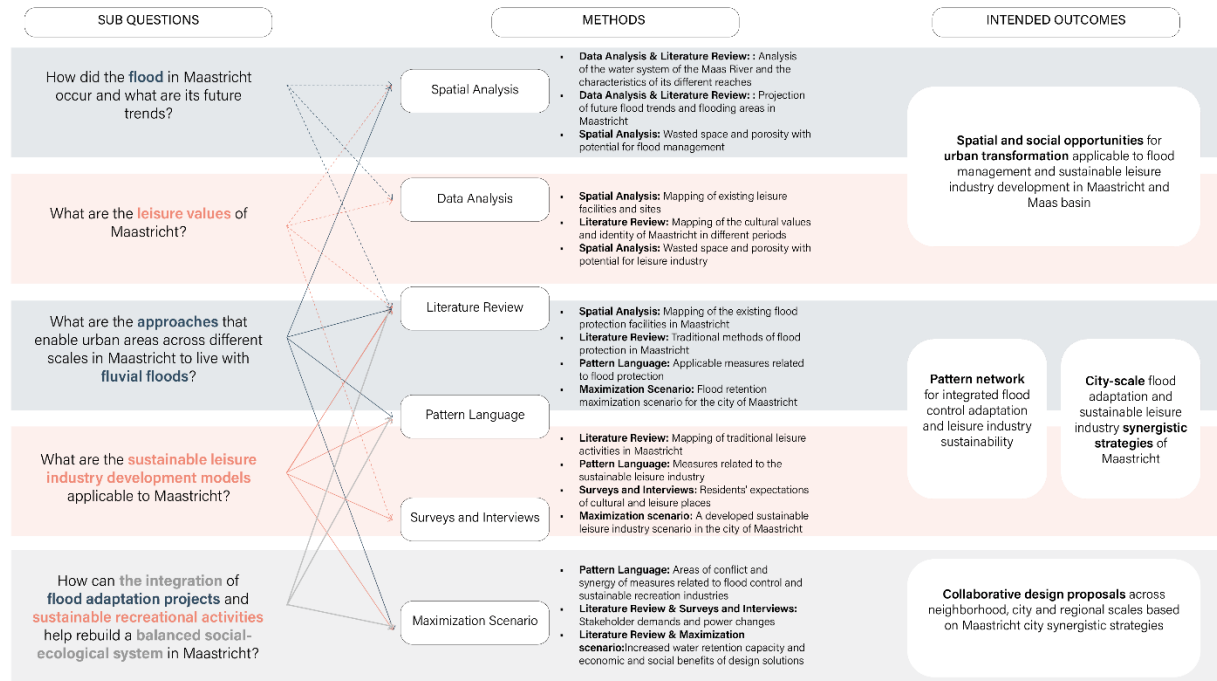 SUB QUESTIONS
METHODS
INTENDED OUTCOMES
How did the flood in Maastricht
occur and what are its future
trends?
Spatial Analysis
• Data Analysis & Literature Review: : Analysis
of the water system of the Maas River and the
characteristics of its different reaches
• Data Analysis & Literature Review: : Projection
of future flood trends and flooding areas in
Maastricht
• Spatial Analysis: Wasted space and porosity with
potential for flood management
Spatial and social opportunities for
urban transformation applicable to flood
management and sustainable leisure
industry development in Maastricht and
Maas basin
What are the leisure values of
Maastricht?
Data Analysis
• Spatial Analysis: Mapping of existing leisure
facilities and sites
• Literature Review: Mapping of the cultural values
and identity of Maastricht in different periods
• Spatial Analysis: Wasted space and porosity with
potential for leisure industry
What are the approaches that
enable urban areas across different
scales in Maastricht to live with
fluvial floods?
Literature Review
• Spatial Analysis: Mapping of the existing flood
protection facilities in Maastricht
• Literature Review: Traditional methods of flood
protection in Maastricht
• Pattern Language: Applicable measures related
to flood protection
• Maximization Scenario: Flood retention
maximization scenario for the city of Maastricht
Pattern network
for integrated flood
control adaptation
and leisure industry
sustainability
City-scale flood
adaptation and
sustainable leisure
industry synergistic
strategies of
Maastricht
Pattern Language
What are the sustainable leisure
industry development models
applicable to Maastricht?
• Literature Review: Mapping of traditional leisure
activities in Maastricht
• Pattern Language: Measures related to the
sustainable leisure industry
• Surveys and Interviews: Residents' expectations
of cultural and leisure places
• Maximization scenario: A developed sustainable
leisure industry scenario in the city of Maastricht
Surveys and Interviews
How can the integration of
flood adaptation projects and
sustainable recreational activities
help rebuild a balanced social-
ecological system in Maastricht?
Maximization Scenario
• Pattern Language: Areas of conflict and
synergy of measures related to flood control and
sustainable recreation industries
• Literature Review & Surveys and Interviews:
Stakeholder demands and power changes
• Literature Review & Maximization
scenario:Increased water retention capacity and
economic and social benefits of design solutions
Collaborative design proposals across
neighborhood, city and regional scales based
on Maastricht city synergistic strategies